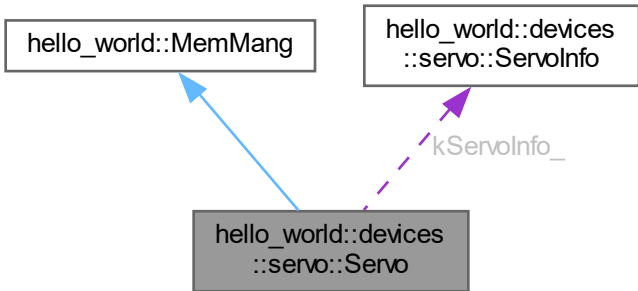 hello_world::MemMang
hello_world::devices
::servo::ServoInfo
kServoInfo_
hello_world::devices
::servo::Servo